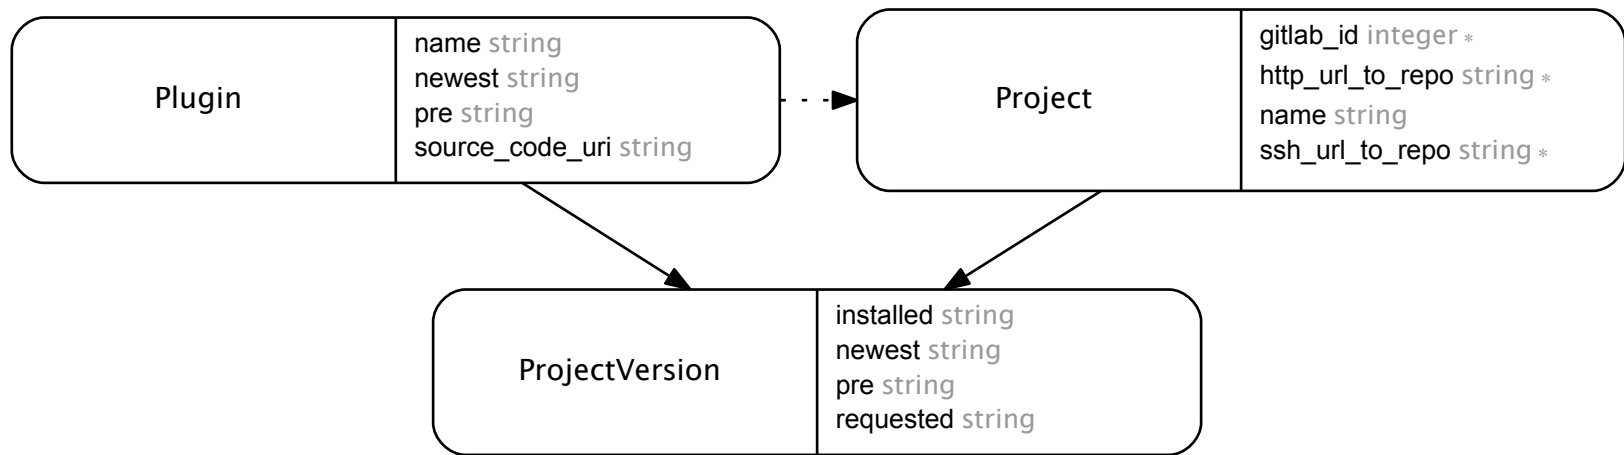 Plugin
name string
newest string
pre string
source_code_uri string
Project
gitlab_id integer *
http_url_to_repo string *
name string
ssh_url_to_repo string *
ProjectVersion
installed string
newest string
pre string
requested string